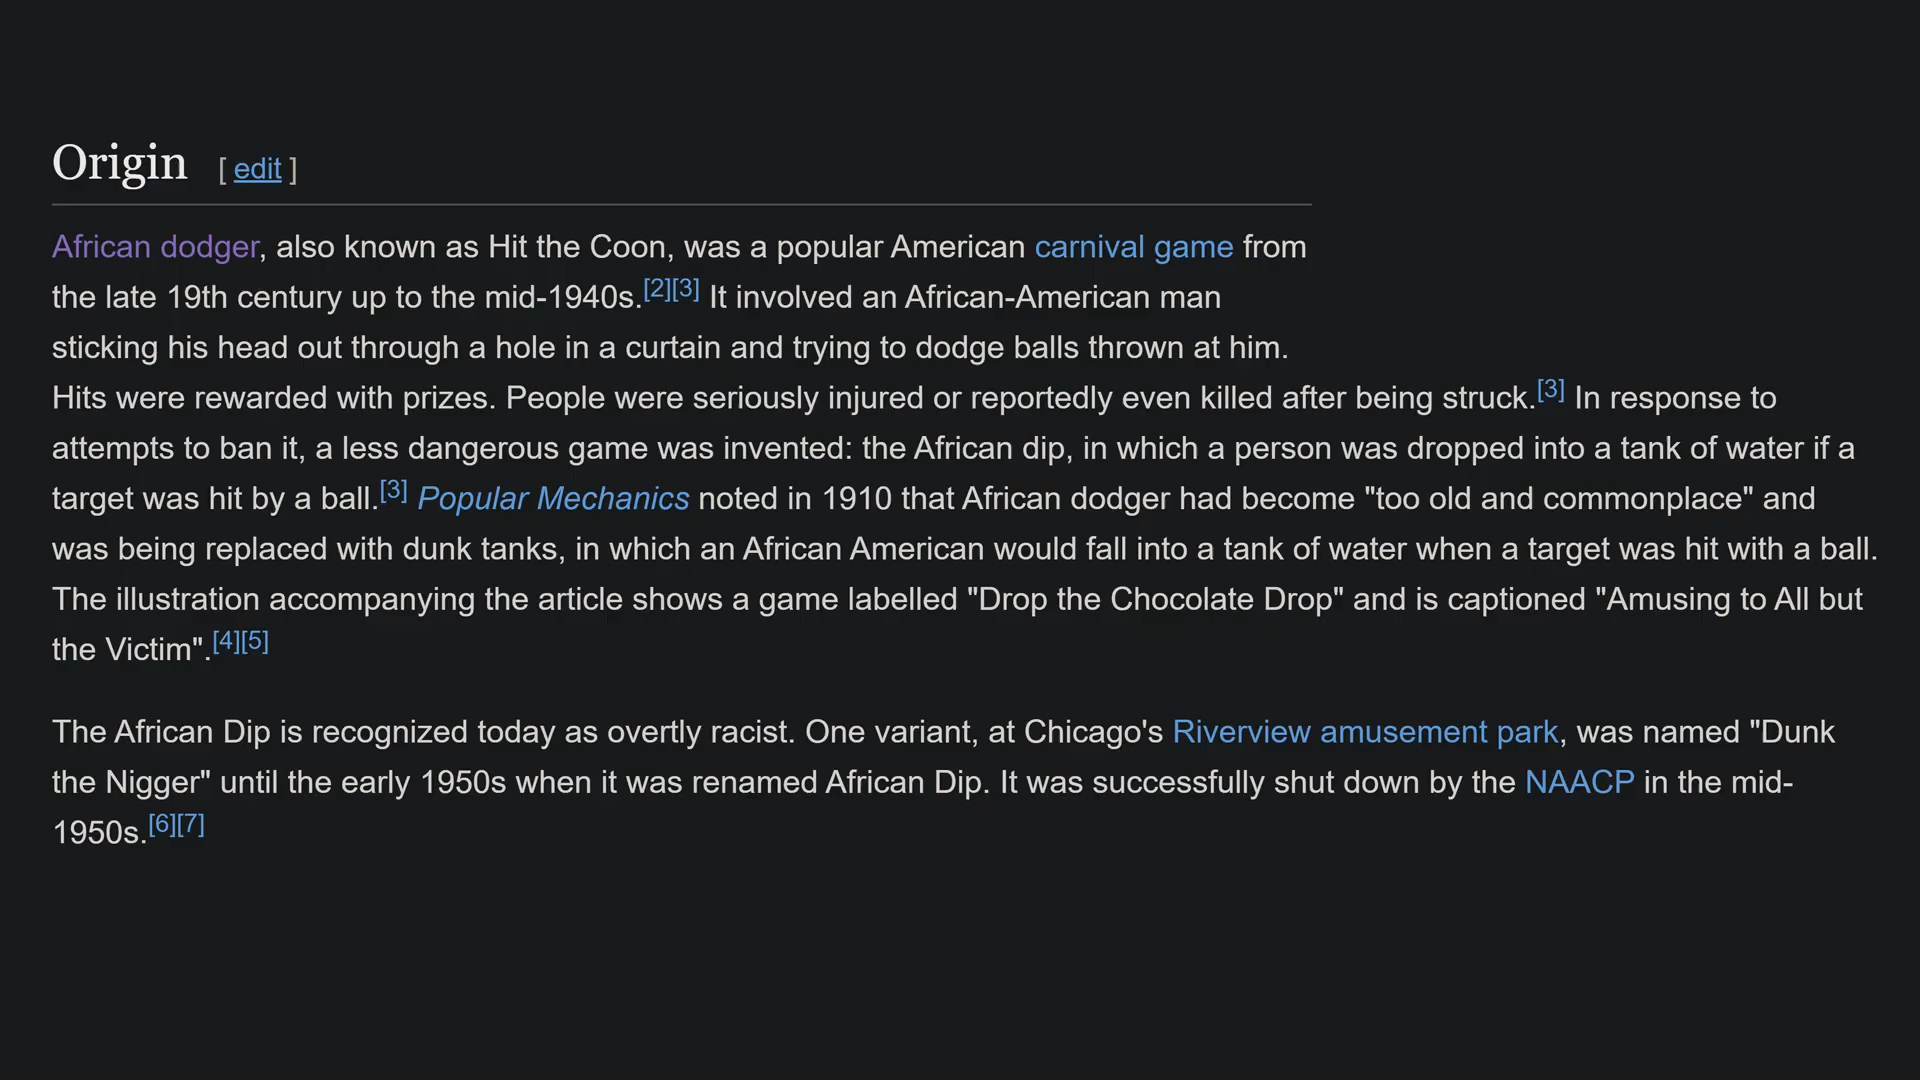 Origin [ edit ]
African dodger, also known as Hit the Coon, was a popular American carnival game from
the late 19th century up to the mid-1940s.[2][3] It involved an African-American man
sticking his head out through a hole in a curtain and trying to dodge balls thrown at him.
Hits were rewarded with prizes. People were seriously injured or reportedly even killed after being struck.[3] In response to
attempts to ban it, a less dangerous game was invented: the African dip, in which a person was dropped into a tank of water if a
target was hit by a ball.[3] Popular Mechanics noted in 1910 that African dodger had become "too old and commonplace" and
was being replaced with dunk tanks, in which an African American would fall into a tank of water when a target was hit with a ball.
The illustration accompanying the article shows a game labelled "Drop the Chocolate Drop" and is captioned "Amusing to All but
the Victim".[4][5]
The African Dip is recognized today as overtly racist. One variant, at Chicago's Riverview amusement park, was named "Dunk
the Nigger" until the early 1950s when it was renamed African Dip. It was successfully shut down by the NAACP in the mid-
1950s.[6][7]